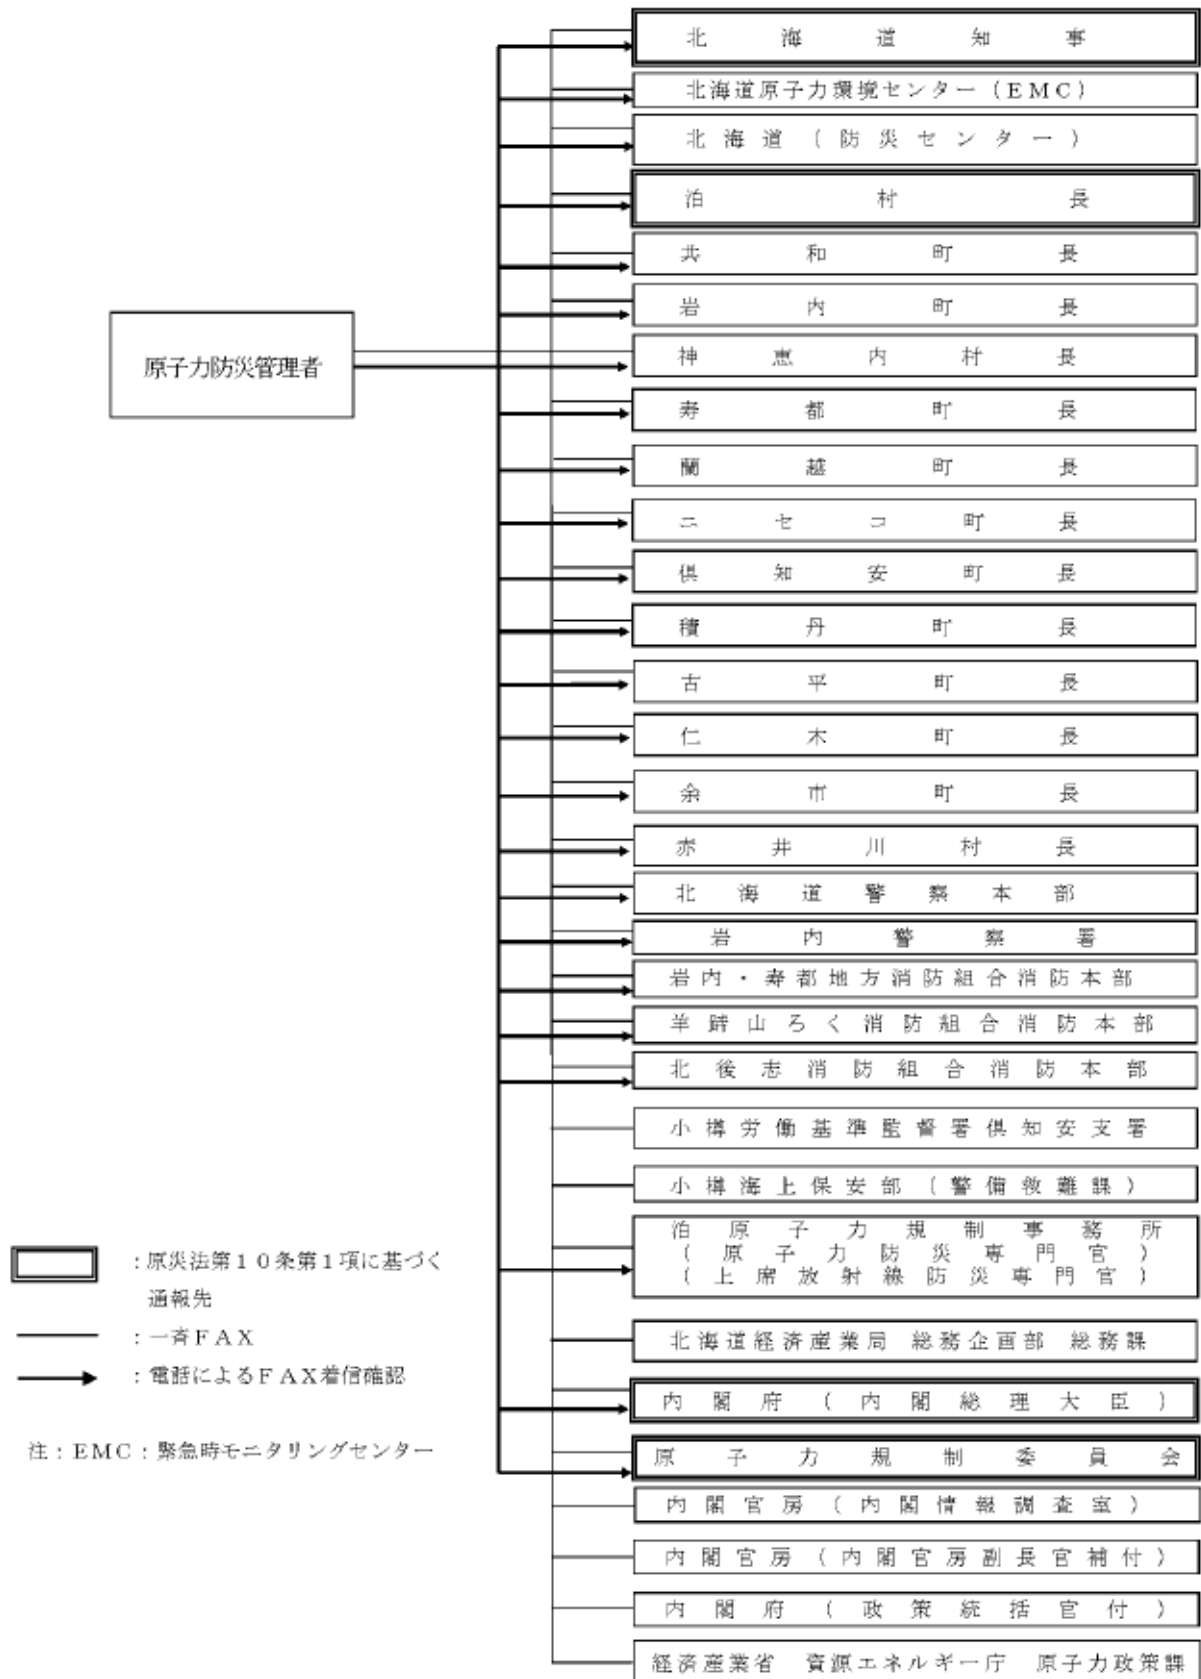 北海道知事
北海道原子力環境センター（ＥＭＣ）
北海道（防災センター）
泊村長
共和町長
岩内町長
神恵内村長
原子力防災管理者
寿都町長
蘭越町長
ニセコ町長
倶知安町長
積丹町長
古平町長
仁木町長
余市町長
赤井川村長
北海道警察本部
岩内警察署
岩内・寿都地方消防組合消防本部
羊蹄山ろく消防組合消防本部
北後志消防組合消防本部
小樽労働基準監督署倶知安支署
小樽海上保安部（警備救難課）
泊原子力規制事務所
（原子力防災専門官）
（上席放射線防災専門官）
北海道経済産業局　総務企画部　総務課
内閣府（内閣総理大臣）
原子力規制委員会
内閣官房（内閣情報調査室）
内閣官房（内閣官房副長官補付）
内閣府（政策統括官付）
経済産業省　資源エネルギー庁　原子力政策課
：原災法第１０条第１項に基づく
通報先
：一斉ＦＡＸ
：電話によるＦＡＸ着信確認
注：ＥＭＣ：緊急時モニタリングセンター